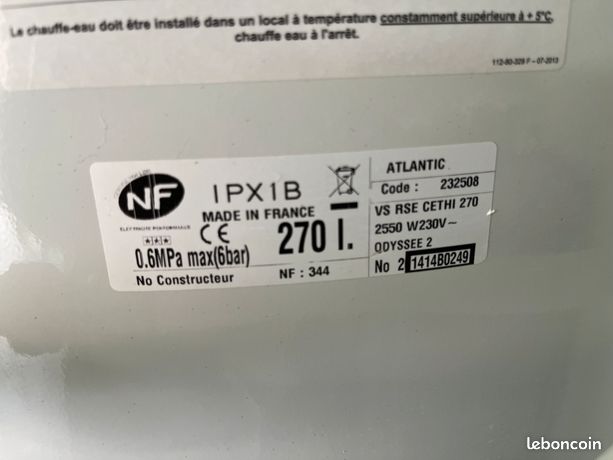 Le chauffe-eau doit être installé dans un local à température constamment supérieure à + 5°C,
chauffe eau à l'arrêt.
112-80-329 F - 07-2013
NF
ELECTRICITE PERFORMANCE
IPX1B
MADE IN FRANCE
CE
270 l.
0.6MPa max(6bar)
No Constructeur
NF : 344
ATLANTIC
Code : 232508
VS RSE CETHI 270
2550 W230V~
ODYSSEE 2
No 2 1414B0249
leboncoin